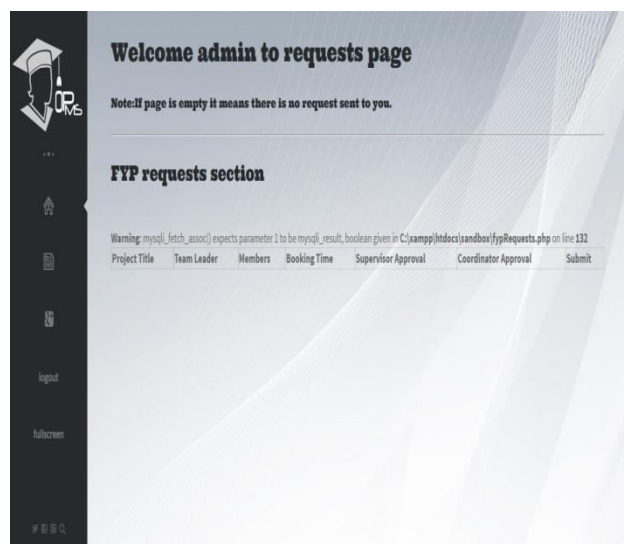 OPMS
Welcome admin to requests page
Note:If page is empty it means there is no request sent to you.
FYP requests section
Warning: mysqli_fetch_assoc() expects parameter 1 to be mysqli_result, boolean given in C:\xampp\htdocs\sandbox\fypRequests.php on line 132
Project Title Team Leader Members Booking Time Supervisor Approval Coordinator Approval Submit
logout
fullscreen